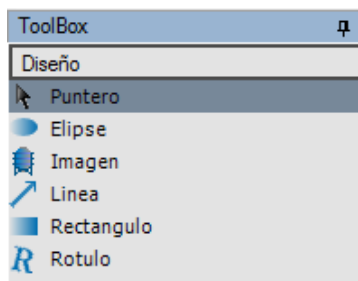 ToolBox
Diseño
Puntero
Elipse
Imagen
Linea
Rectangulo
Rotulo